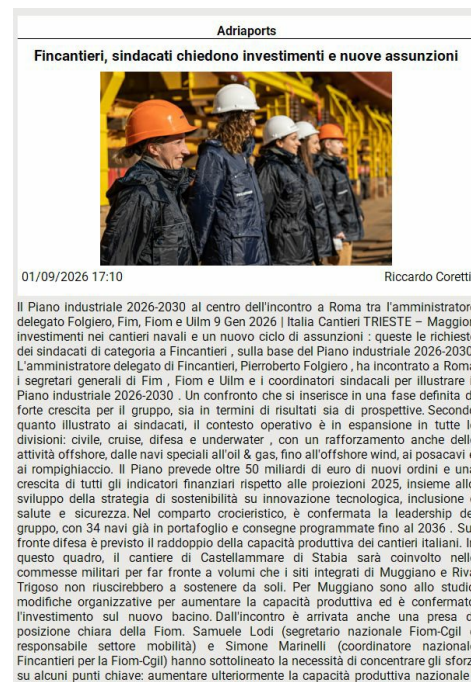 Adriaports
Fincantieri, sindacati chiedono investimenti e nuove assunzioni
01/09/2026 17:10 Riccardo Coretti
Il Piano industriale 2026-2030 al centro dell'incontro a Roma tra l'amministratore
delegato Folgiero, Fim, Fiom e Uilm 9 Gen 2026 | Italia Cantieri TRIESTE – Maggior
investimenti nei cantieri navali e un nuovo ciclo di assunzioni : queste le richieste
dei sindacati di categoria a Fincantieri , sulla base del Piano industriale 2026-2030.
L'amministratore delegato di Fincantieri, Pierroberto Folgiero , ha incontrato a Roma
i segretari generali di Fim , Fiom e Uilm e i coordinatori sindacali per illustrare i
Piano industriale 2026-2030 . Un confronto che si inserisce in una fase definita d
forte crescita per il gruppo, sia in termini di risultati sia di prospettive. Secondo
quanto illustrato ai sindacati, il contesto operativo è in espansione in tutte le
divisioni: civile, cruise, difesa e underwater , con un rafforzamento anche delle
attività offshore, dalle navi speciali all'oil & gas, fino all'offshore wind, ai posacavi e
ai rompighiaccio. Il Piano prevede oltre 50 miliardi di euro di nuovi ordini e una
crescita di tutti gli indicatori finanziari rispetto alle proiezioni 2025, insieme allo
sviluppo della strategia di sostenibilità su innovazione tecnologica, inclusione e
salute e sicurezza. Nel comparto crocieristico, è confermata la leadership del
gruppo, con 34 navi già in portafoglio e consegne programmate fino al 2036 . Sul
fronte difesa è previsto il raddoppio della capacità produttiva dei cantieri italiani. In
questo quadro, il cantiere di Castellammare di Stabia sarà coinvolto nelle
commesse militari per far fronte a volumi che i siti integrati di Muggiano e Riva
Trigoso non riuscirebbero a sostenere da soli. Per Muggiano sono allo studio
modifiche organizzative per aumentare la capacità produttiva ed è confermato
l'investimento sul nuovo bacino. Dall'incontro è arrivata anche una presa d
posizione chiara della Fiom. Samuele Lodi (segretario nazionale Fiom-Cgil e
responsabile settore mobilità) e Simone Marinelli (coordinatore nazionale
Fincantieri per la Fiom-Cgil) hanno sottolineato la necessità di concentrare gli sforzi
su alcuni punti chiave: aumentare ulteriormente la capacità produttiva nazionale,